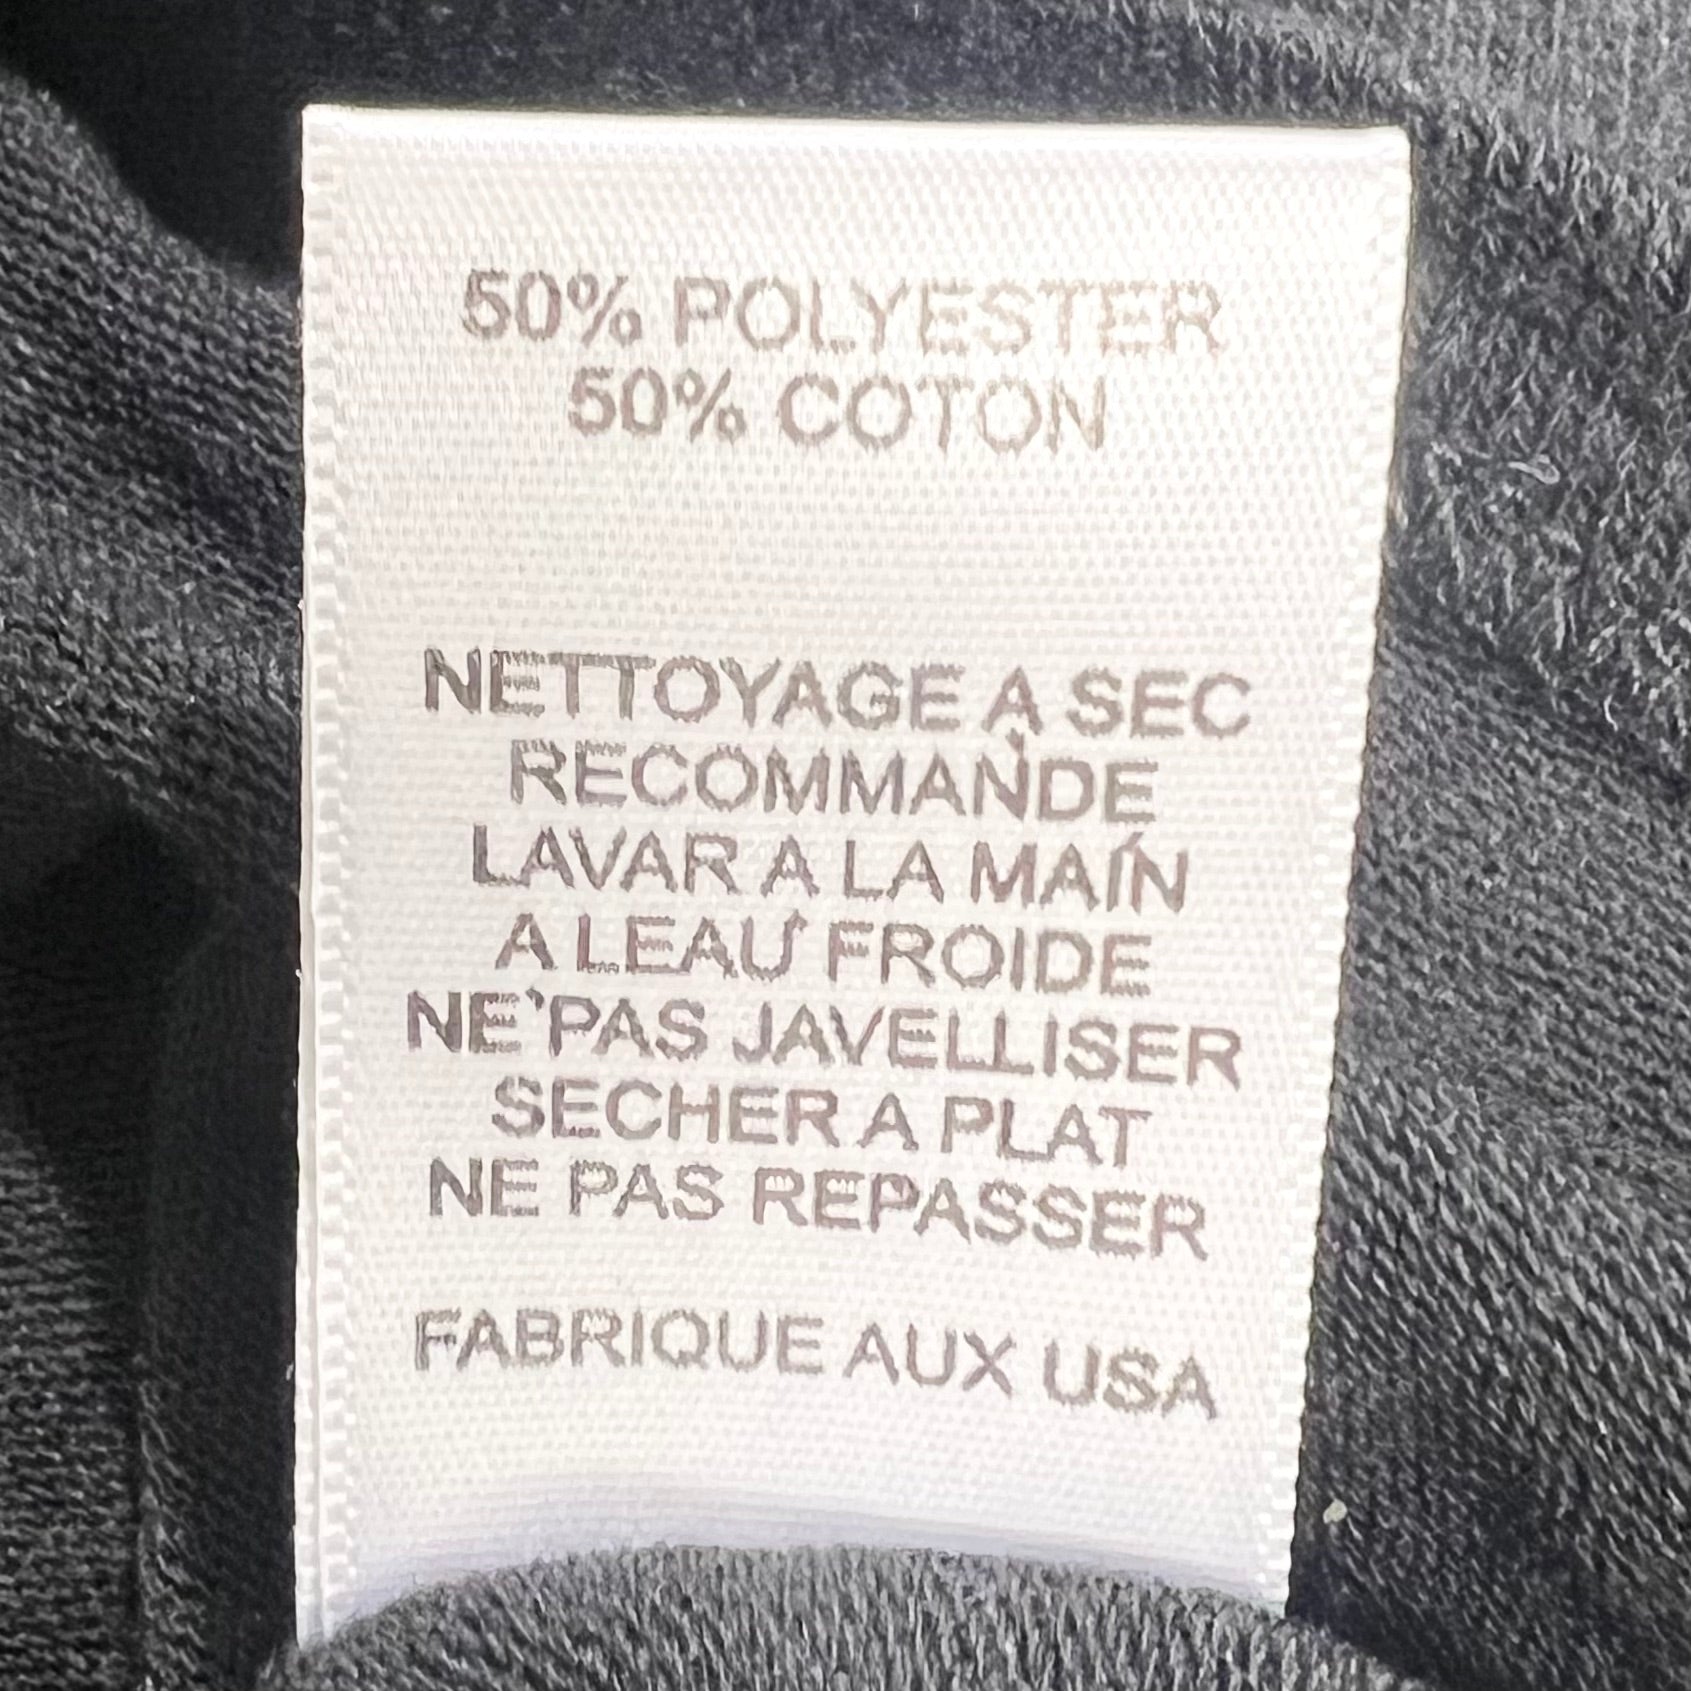 50% POLYESTER
50% COTON
NETTOYAGE A SEC
RECOMMANDE
LAVAR A LA MAIN
A LEAU FROIDE
NE PAS JAVELLISER
SECHER A PLAT
NE PAS REPASSER
FABRIQUE AUX USA